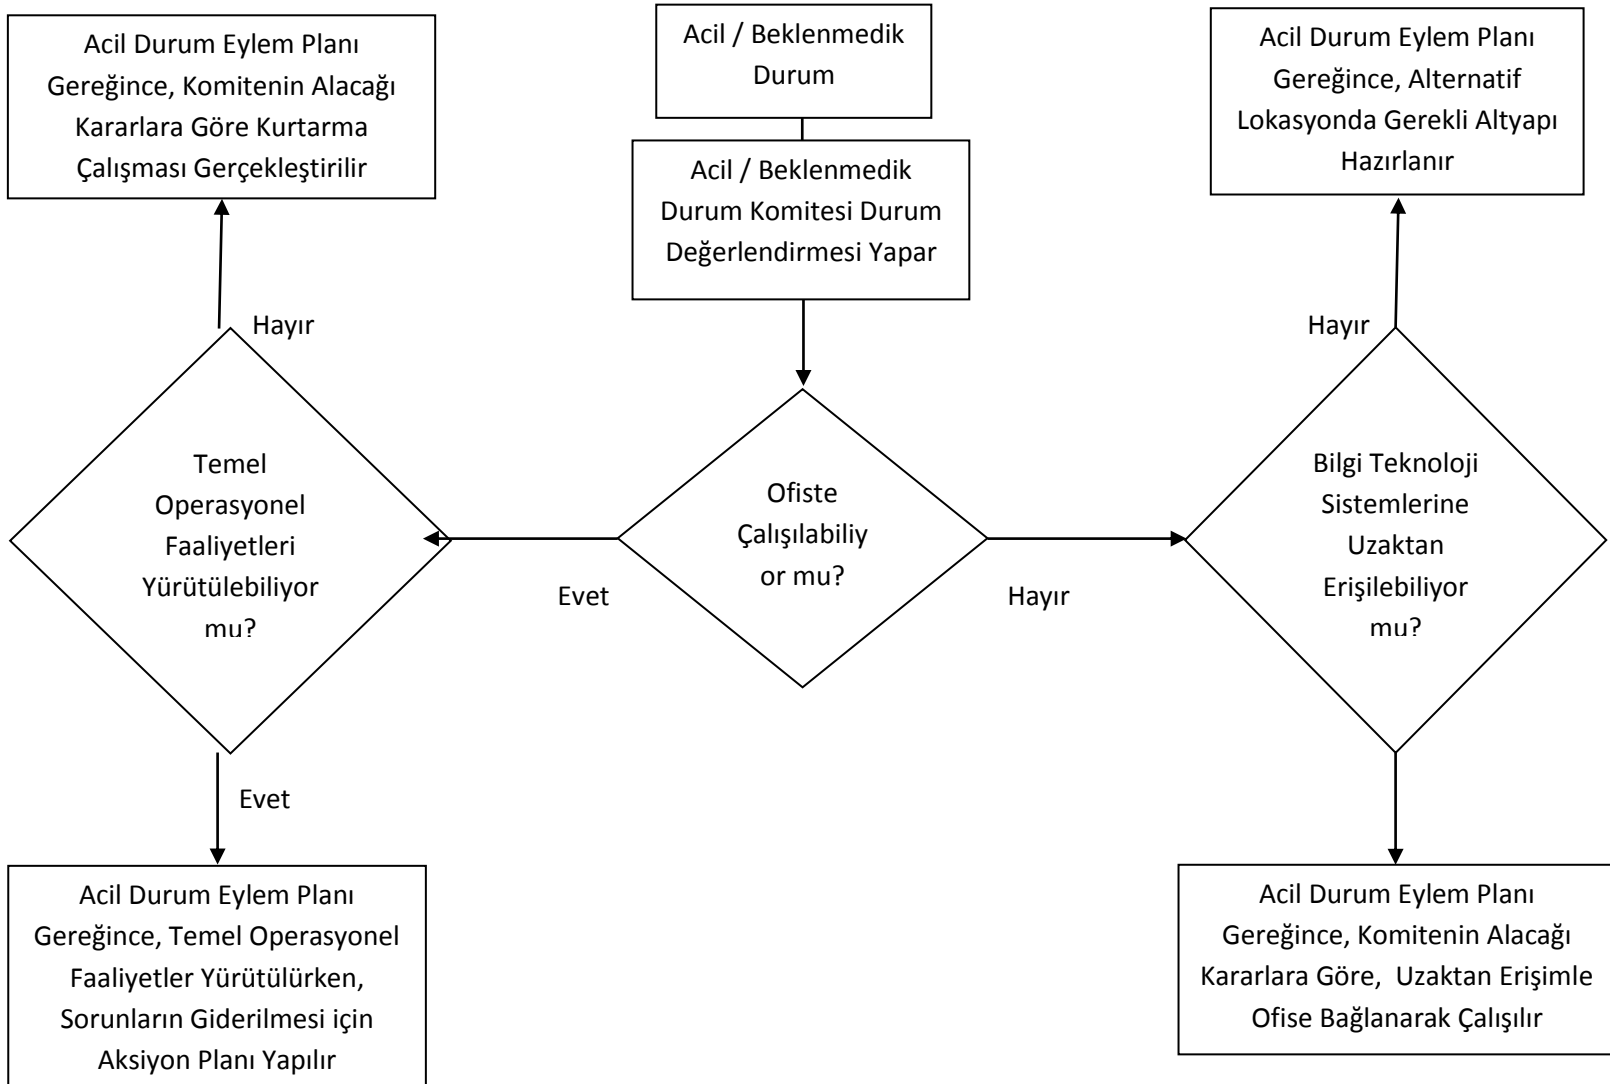 Acil Durum Eylem Planı
Gereğince, Komitenin Alacağı
Kararlara Göre Kurtarma
Çalışması Gerçekleştirilir
Acil / Beklenmedik
Durum
Acil Durum Eylem Planı
Gereğince, Alternatif
Lokasyonda Gerekli Altyapı
Hazırlanır
Acil / Beklenmedik
Durum Komitesi Durum
Değerlendirmesi Yapar
Hayır
Hayır
Temel
Operasyonel
Faaliyetleri
Yürütülebiliyor
mu?
Ofiste
Çalışılabiliy
or mu?
Bilgi Teknoloji
Sistemlerine
Uzaktan
Erişilebiliyor
mu?
Evet
Hayır
Evet
Acil Durum Eylem Planı
Gereğince, Temel Operasyonel
Faaliyetler Yürütülürken,
Sorunların Giderilmesi için
Aksiyon Planı Yapılır
Acil Durum Eylem Planı
Gereğince, Komitenin Alacağı
Kararlara Göre,  Uzaktan Erişimle
Ofise Bağlanarak Çalışılır